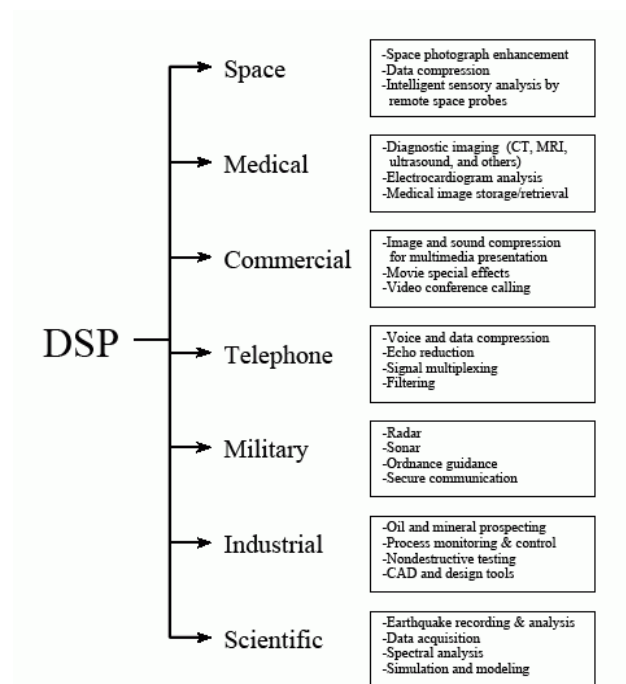 Space
-Space photograph enhancement
-Data compression
-Intelligent sensory analysis by
remote space probes
Medical
-Diagnostic imaging (CT, MRI,
ultrasound, and others)
-Electrocardiogram analysis
-Medical image storage/retrieval
Commercial
-Image and sound compression
for multimedia presentation
-Movie special effects
-Video conference calling
DSP
Telephone
-Voice and data compression
-Echo reduction
-Signal multiplexing
-Filtering
Military
-Radar
-Sonar
-Ordnance guidance
-Secure communication
Industrial
-Oil and mineral prospecting
-Process monitoring & control
-Nondestructive testing
-CAD and design tools
Scientific
-Earthquake recording & analysis
-Data acquisition
-Spectral analysis
-Simulation and modeling